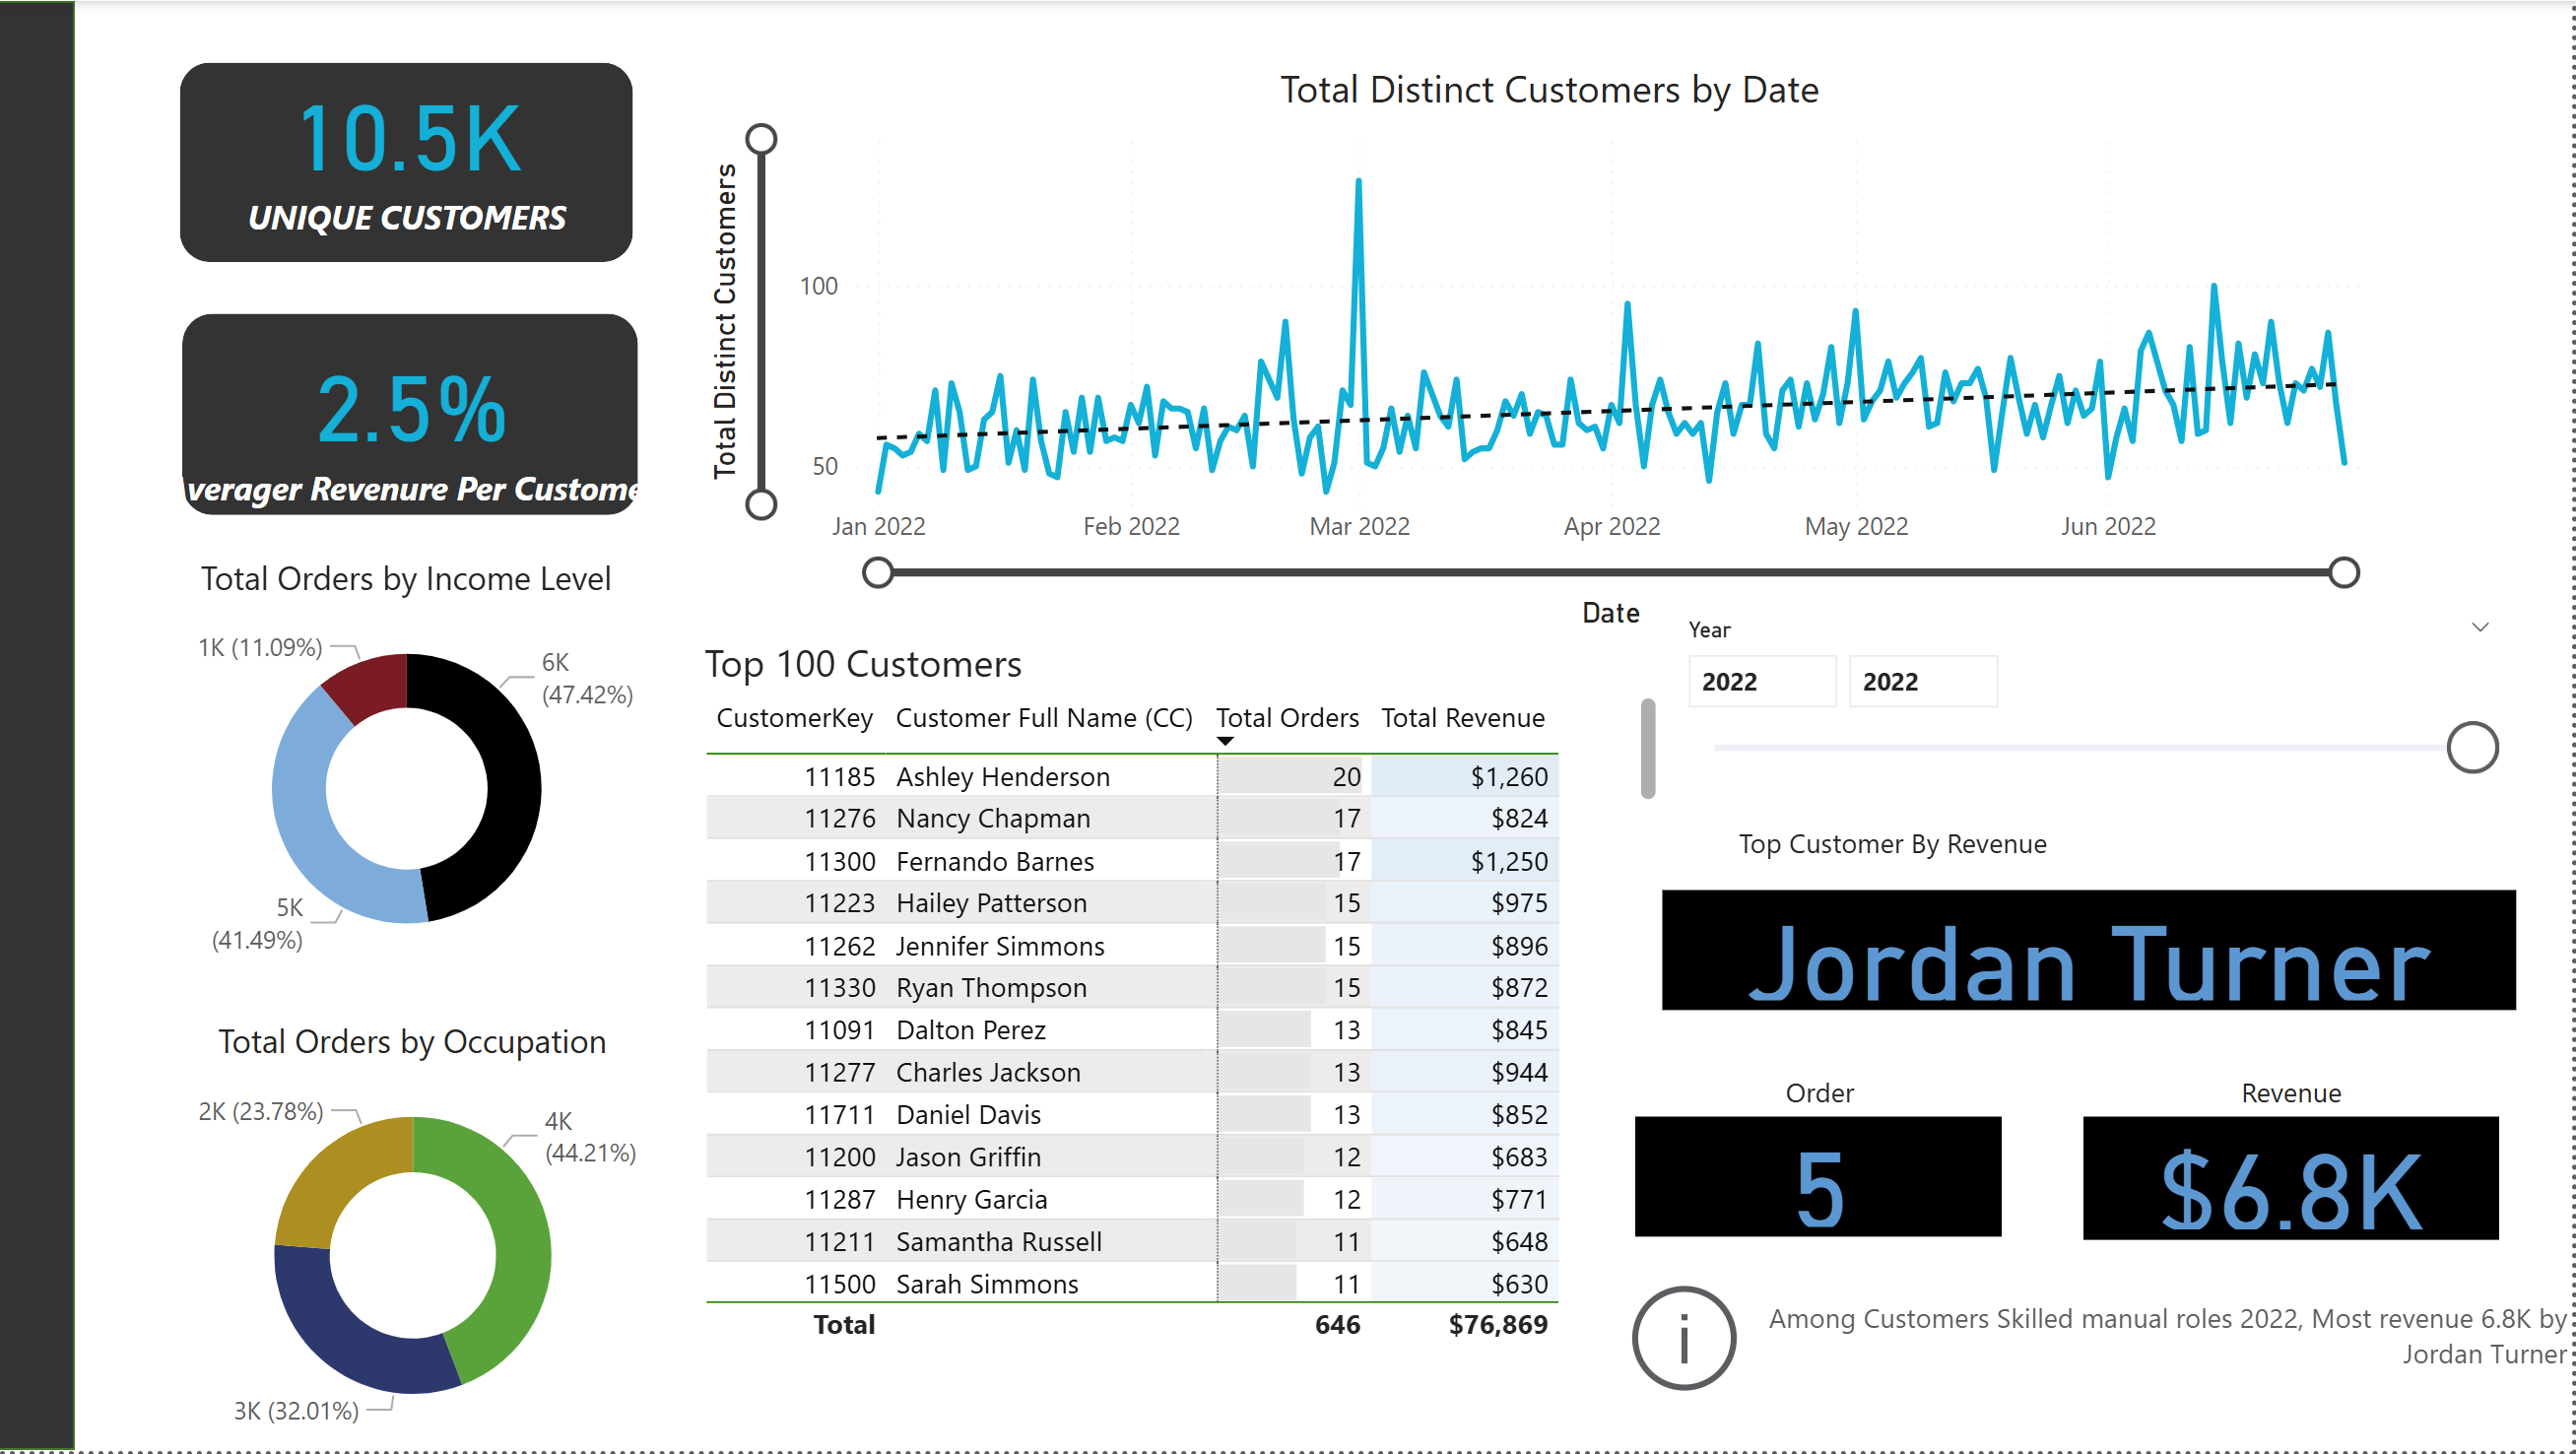 10.5K
UNIQUE CUSTOMERS
2.5%
verager Revenure Per Custome
Total Orders by Income Level
1K (11.09%)
6K
(47.42%)
5K
(41.49%)
Total Orders by Occupation
2K (23.78%)
4K
(44.21%)
3K (32.01%)
Total Distinct Customers by Date
Total Distinct Customers
100
50
Jan 2022 Feb 2022 Mar 2022 Apr 2022 May 2022 Jun 2022
Date
Top 100 Customers
CustomerKey Customer Full Name (CC) Total Orders Total Revenue
11185 Ashley Henderson 20 $1,260
11276 Nancy Chapman 17 $824
11300 Fernando Barnes 17 $1,250
11223 Hailey Patterson 15 $975
11262 Jennifer Simmons 15 $896
11330 Ryan Thompson 15 $872
11091 Dalton Perez 13 $845
11277 Charles Jackson 13 $944
11711 Daniel Davis 13 $852
11200 Jason Griffin 12 $683
11287 Henry Garcia 12 $771
11211 Samantha Russell 11 $648
11500 Sarah Simmons 11 $630
Total 646 $76,869
Year
2022 2022
Top Customer By Revenue
Jordan Turner
Order
5
Revenue
$6.8K
i
Among Customers Skilled manual roles 2022, Most revenue 6.8K by
Jordan Turner